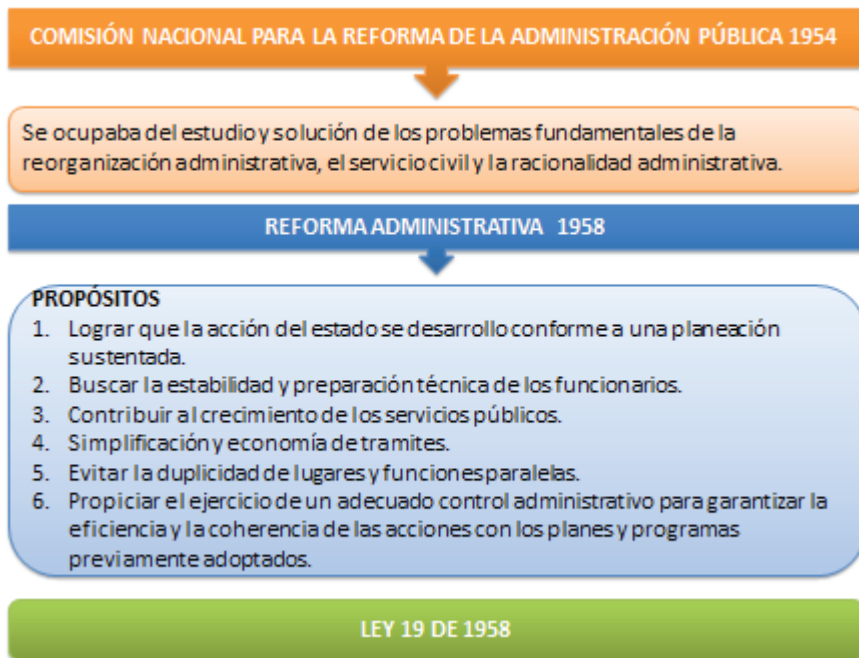 COMISIÓN NACIONAL PARA LA REFORMA DE LA ADMINISTRACIÓN PÚBLICA 1954
Se ocupaba del estudio y solución de los problemas fundamentales de la
reorganización administrativa, el servicio civil y la racionalidad administrativa.
REFORMA ADMINISTRATIVA 1958
PROPÓSITOS
1. Lograr que la acción del estado se desarrollo conforme a una planeación
sustentada.
2. Buscar la estabilidad y preparación técnica de los funcionarios.
3. Contribuir al crecimiento de los servicios públicos.
4. Simplificación y economía de tramites.
5. Evitar la duplicidad de lugares y funciones paralelas.
6. Propiciar el ejercicio de un adecuado control administrativo para garantizar la
eficiencia y la coherencia de las acciones con los planes y programas
previamente adoptados.
LEY 19 DE 1958